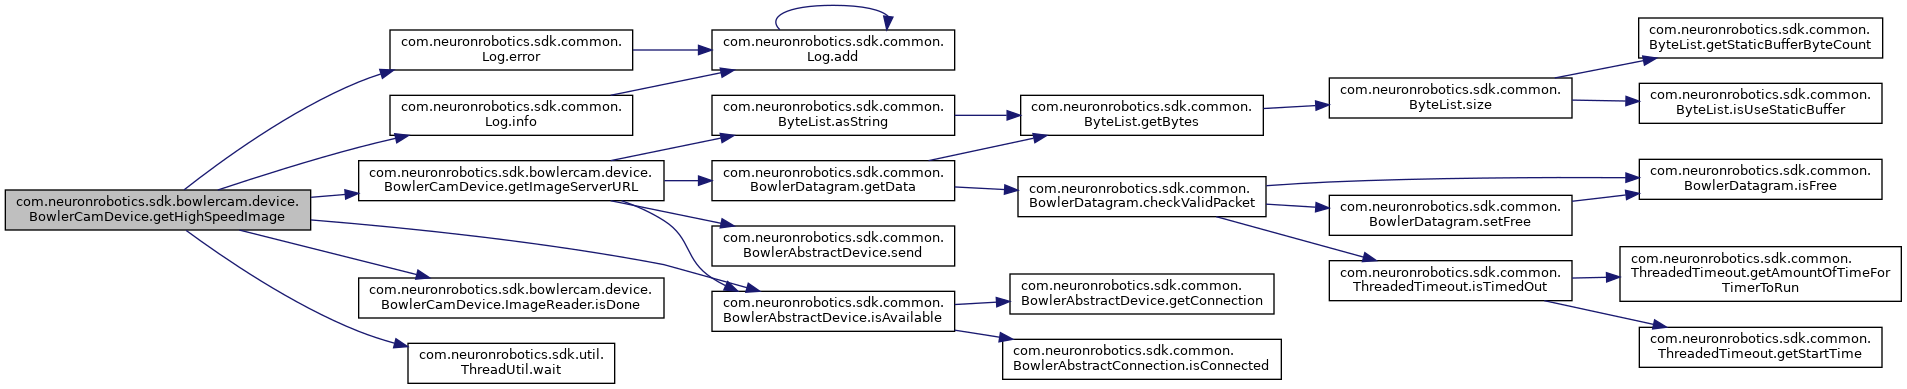 com.neuronrobotics.sdk.bowlercam.device.
BowlerCamDevice.getHighSpeedImage
com.neuronrobotics.sdk.common.
Log.error
com.neuronrobotics.sdk.common.
Log.info
com.neuronrobotics.sdk.bowlercam.device.
BowlerCamDevice.getImageServerURL
com.neuronrobotics.sdk.bowlercam.device.
BowlerCamDevice.ImageReader.isDone
com.neuronrobotics.sdk.util.
ThreadUtil.wait
com.neuronrobotics.sdk.common.
Log.add
com.neuronrobotics.sdk.common.
ByteList.asString
com.neuronrobotics.sdk.common.
BowlerDatagram.getData
com.neuronrobotics.sdk.common.
BowlerAbstractDevice.send
com.neuronrobotics.sdk.common.
BowlerAbstractDevice.isAvailable
com.neuronrobotics.sdk.common.
ByteList.getBytes
com.neuronrobotics.sdk.common.
BowlerDatagram.checkValidPacket
com.neuronrobotics.sdk.common.
BowlerAbstractDevice.getConnection
com.neuronrobotics.sdk.common.
BowlerAbstractConnection.isConnected
com.neuronrobotics.sdk.common.
ByteList.size
com.neuronrobotics.sdk.common.
BowlerDatagram.setFree
com.neuronrobotics.sdk.common.
ThreadedTimeout.isTimedOut
com.neuronrobotics.sdk.common.
ByteList.getStaticBufferByteCount
com.neuronrobotics.sdk.common.
ByteList.isUseStaticBuffer
com.neuronrobotics.sdk.common.
BowlerDatagram.isFree
com.neuronrobotics.sdk.common.
ThreadedTimeout.getAmountOfTimeFor
TimerToRun
com.neuronrobotics.sdk.common.
ThreadedTimeout.getStartTime